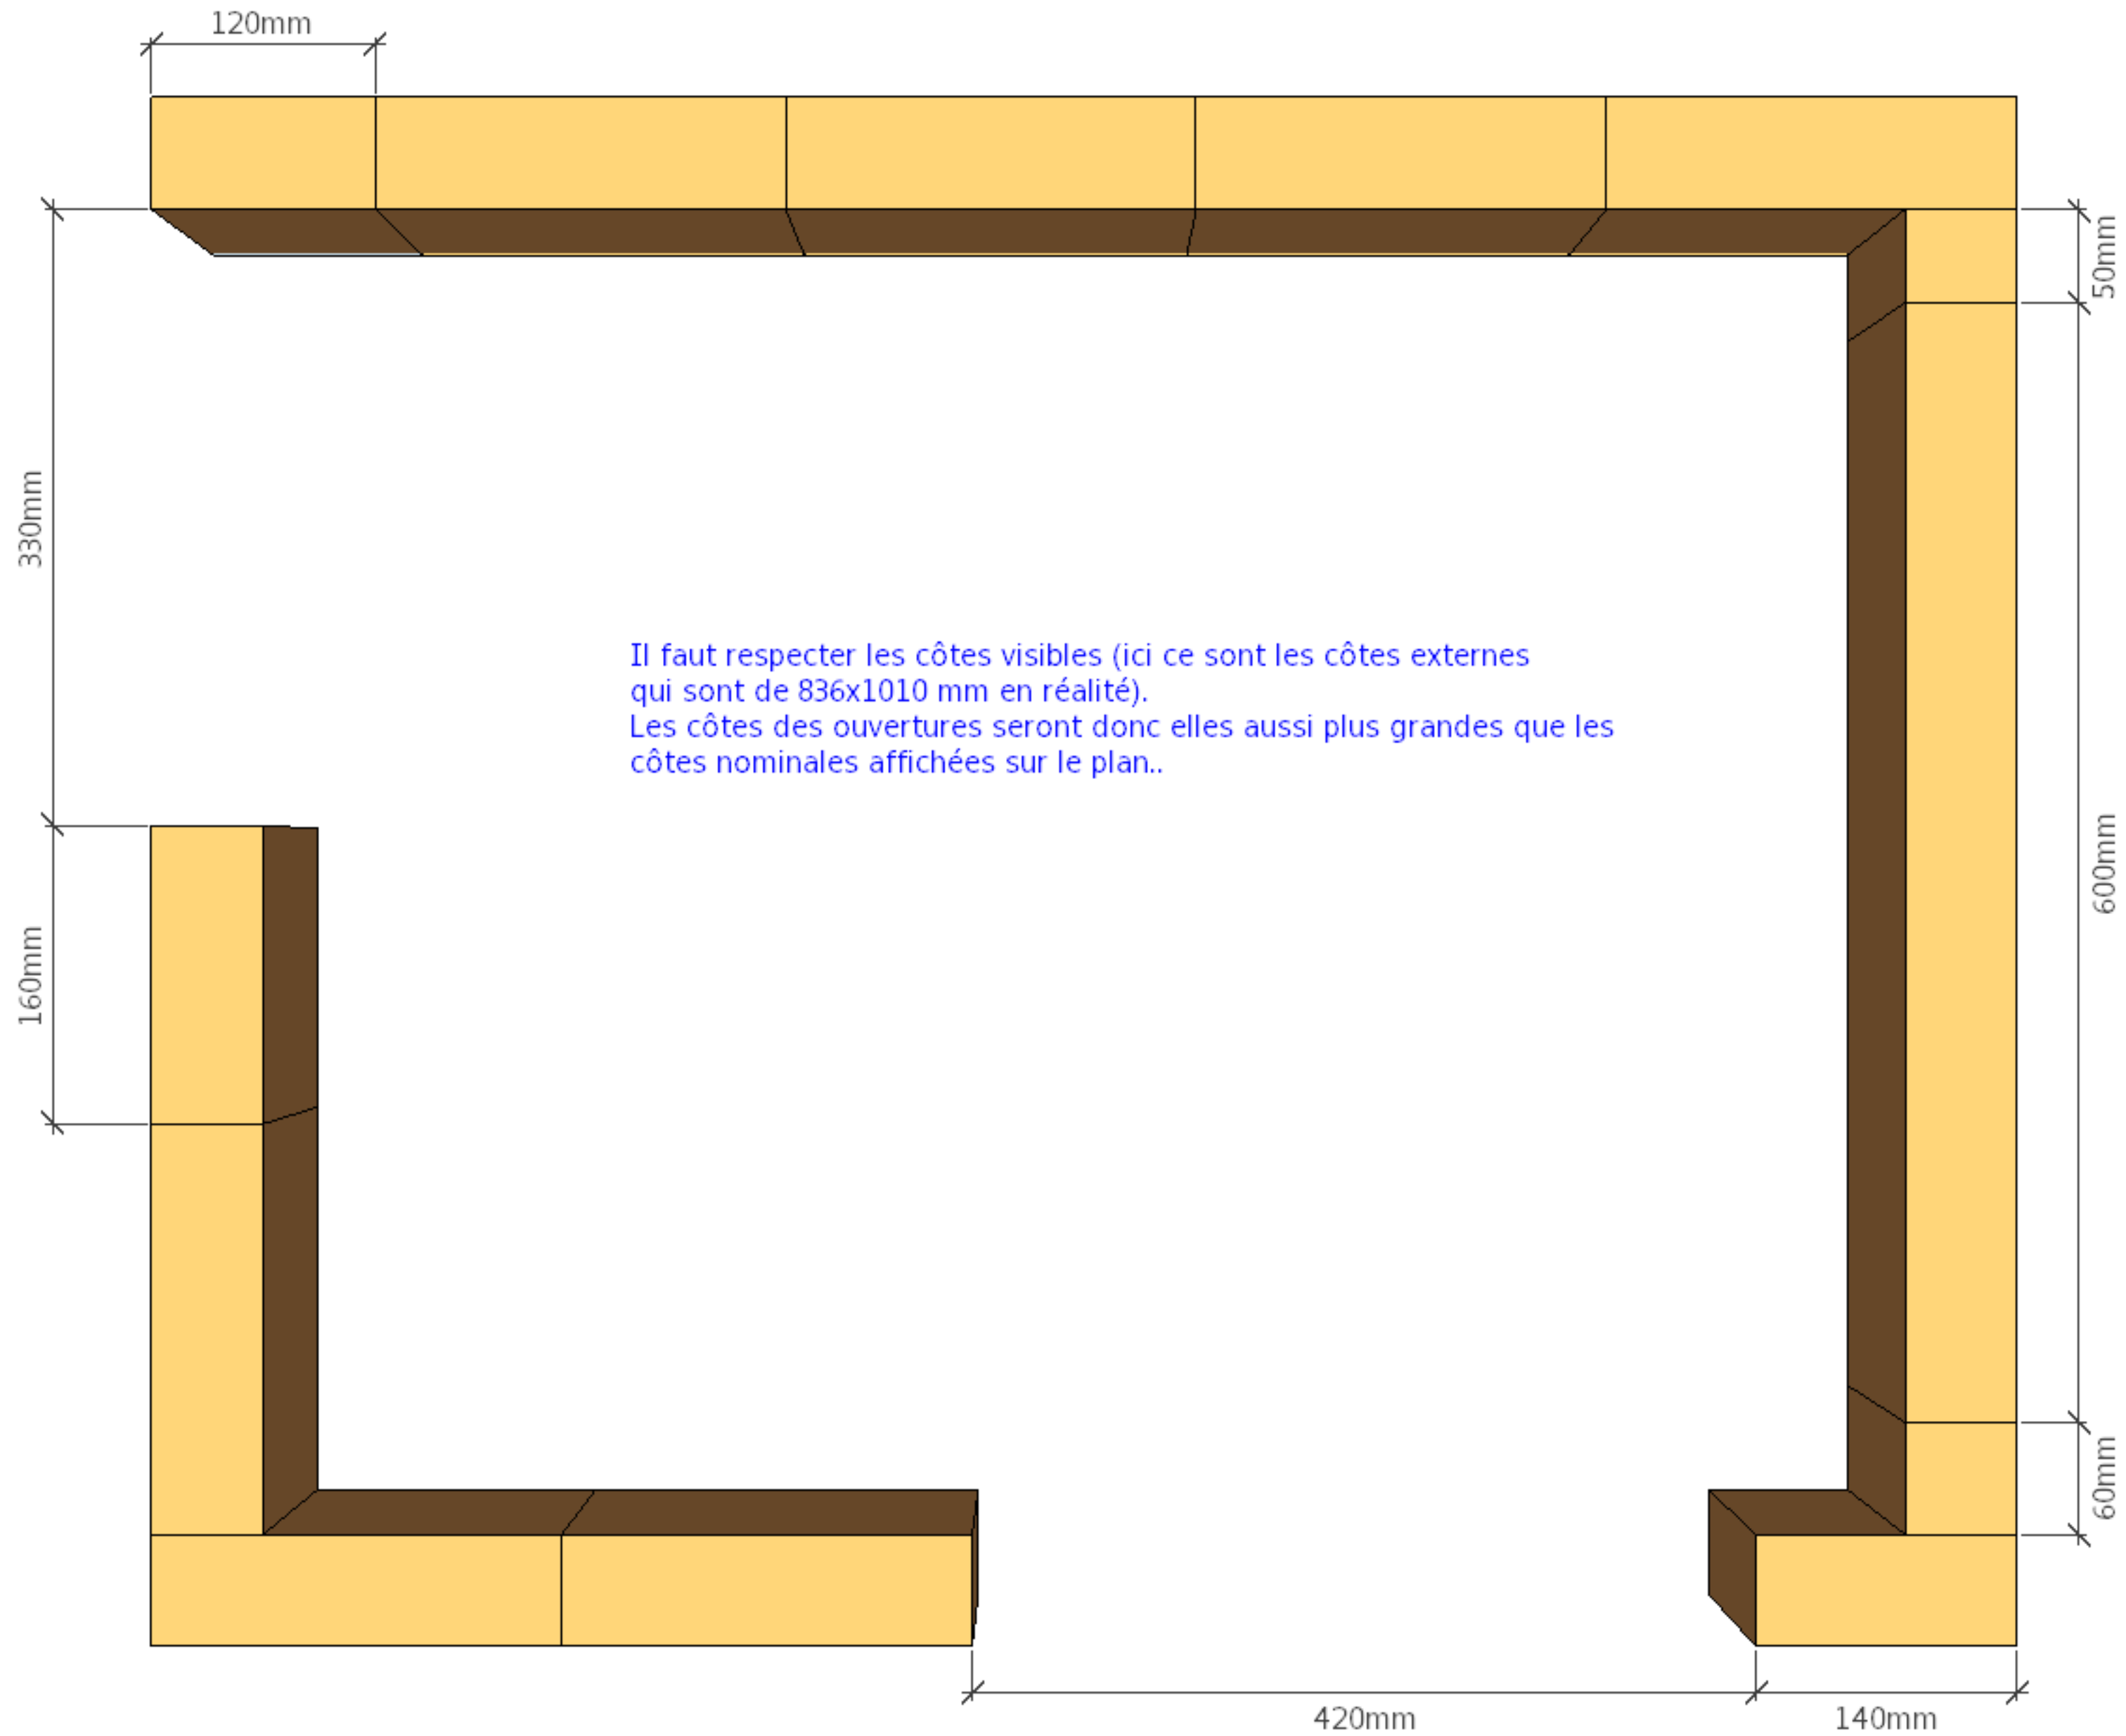 120mm
50mm
330mm
Il faut respecter les côtes visibles (ici ce sont les côtes externes
qui sont de 836x1010 mm en réalité).
Les côtes des ouvertures seront donc elles aussi plus grandes que les
côtes nominales affichées sur le plan..
600mm
160mm
60mm
420mm
140mm